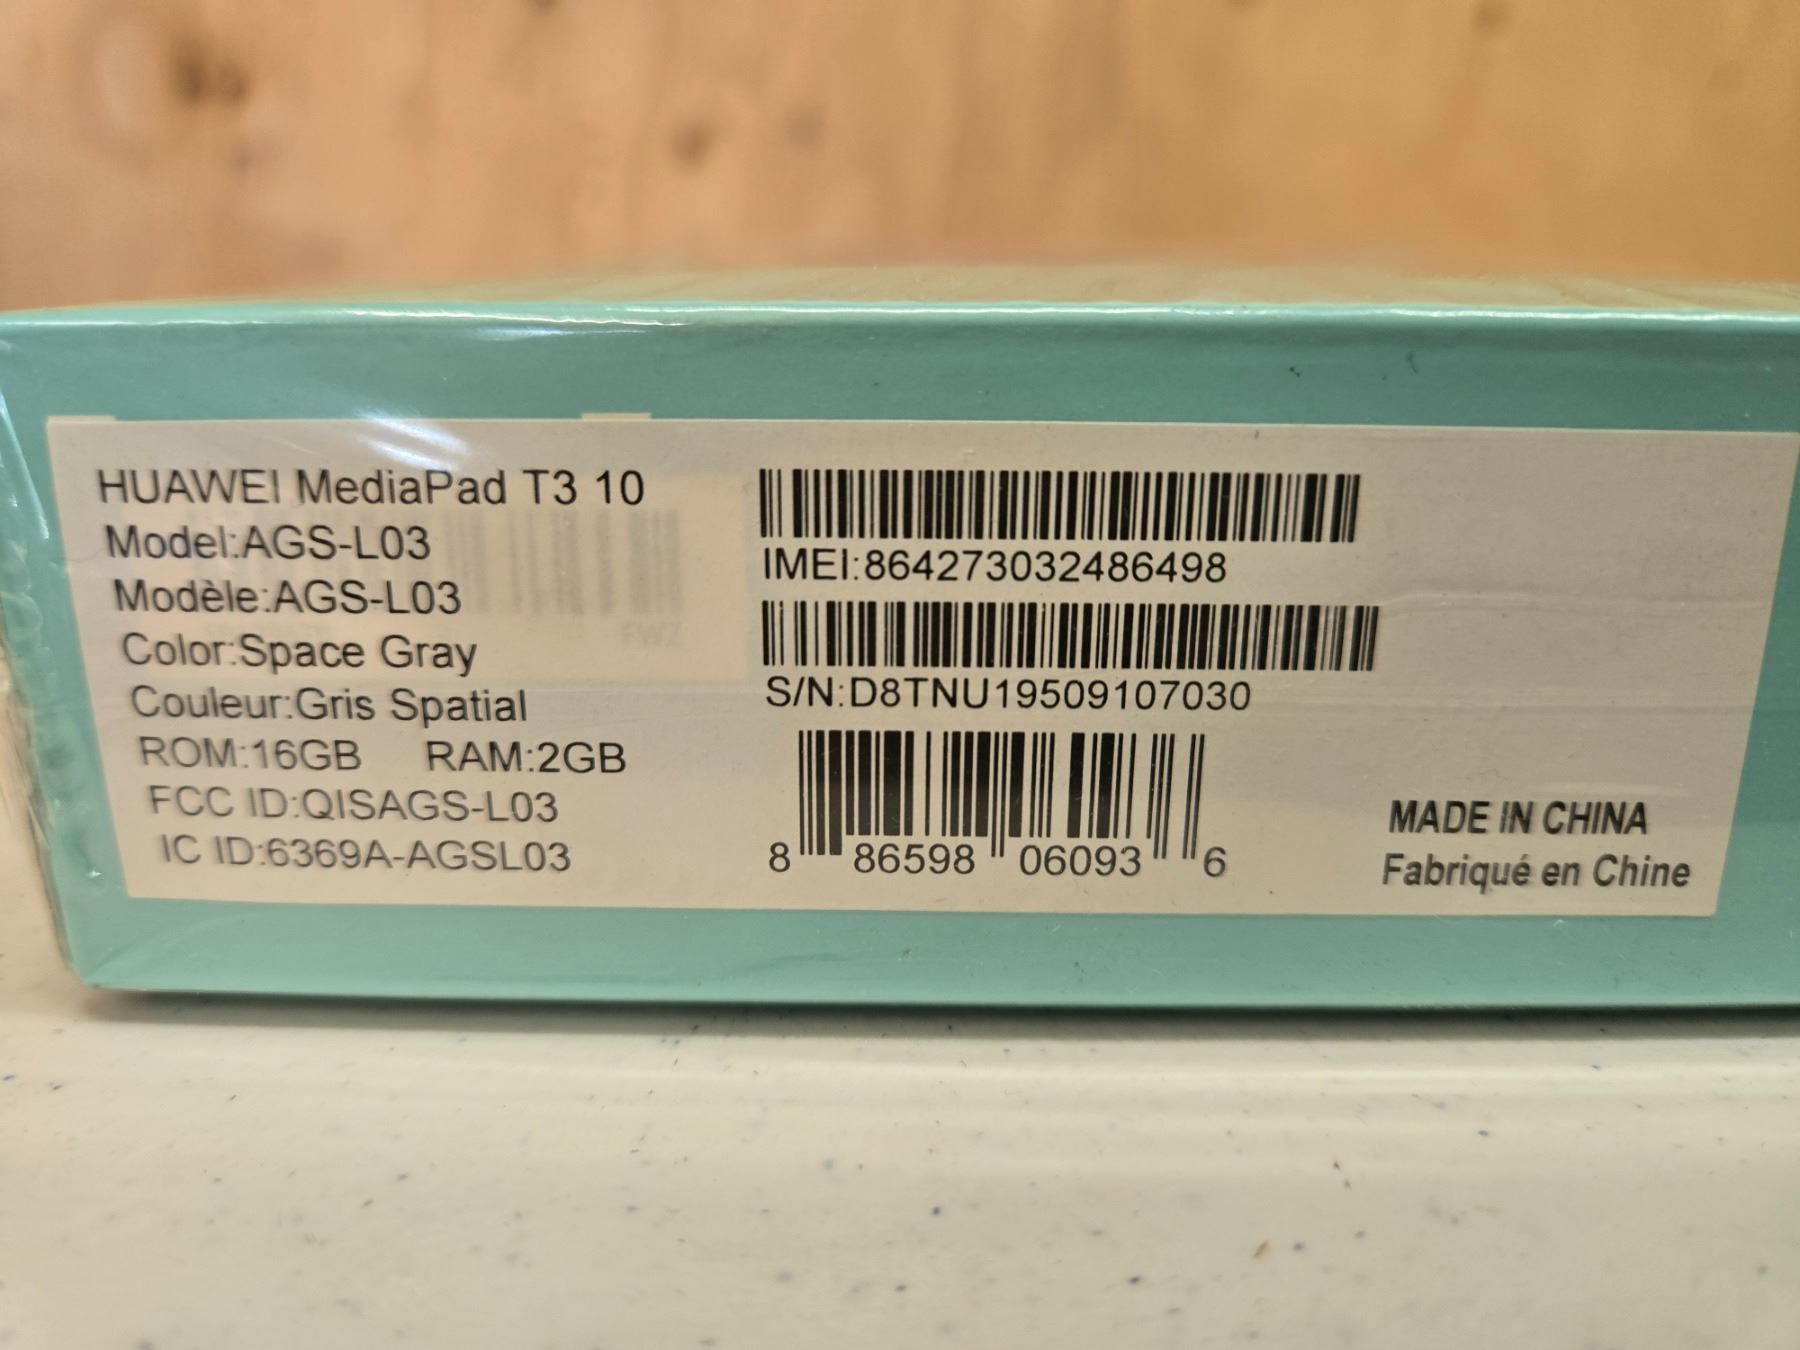 HUAWEI MediaPad T3 10
Model:AGS-L03
Modèle:AGS-L03
Color:Space Gray
Couleur:Gris Spatial
ROM:16GB RAM:2GB
FCC ID:QISAGS-L03
IC ID:6369A-AGSL03
FWZ
IMEI:864273032486498
S/N:D8TNU19509107030
8 86598 06093 6
MADE IN CHINA
Fabriqué en Chine